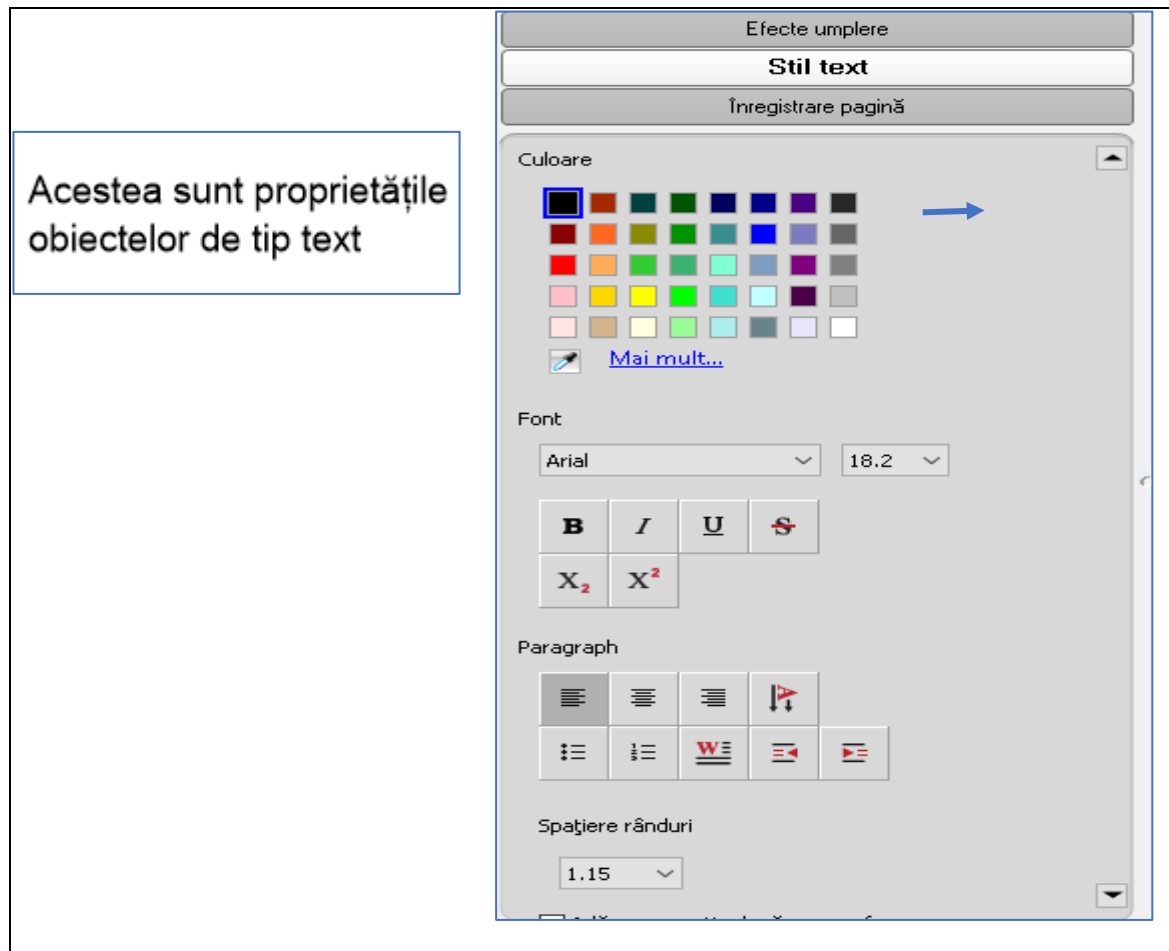 Efecte umplere
Stil text
Înregistrare pagină
Acestea sunt proprietățile
obiectelor de tip text
Culoare
Mai mult...
Font
Arial 18.2
B I U S
X₂ X²
Paragraph
Spaţiere rânduri
1.15